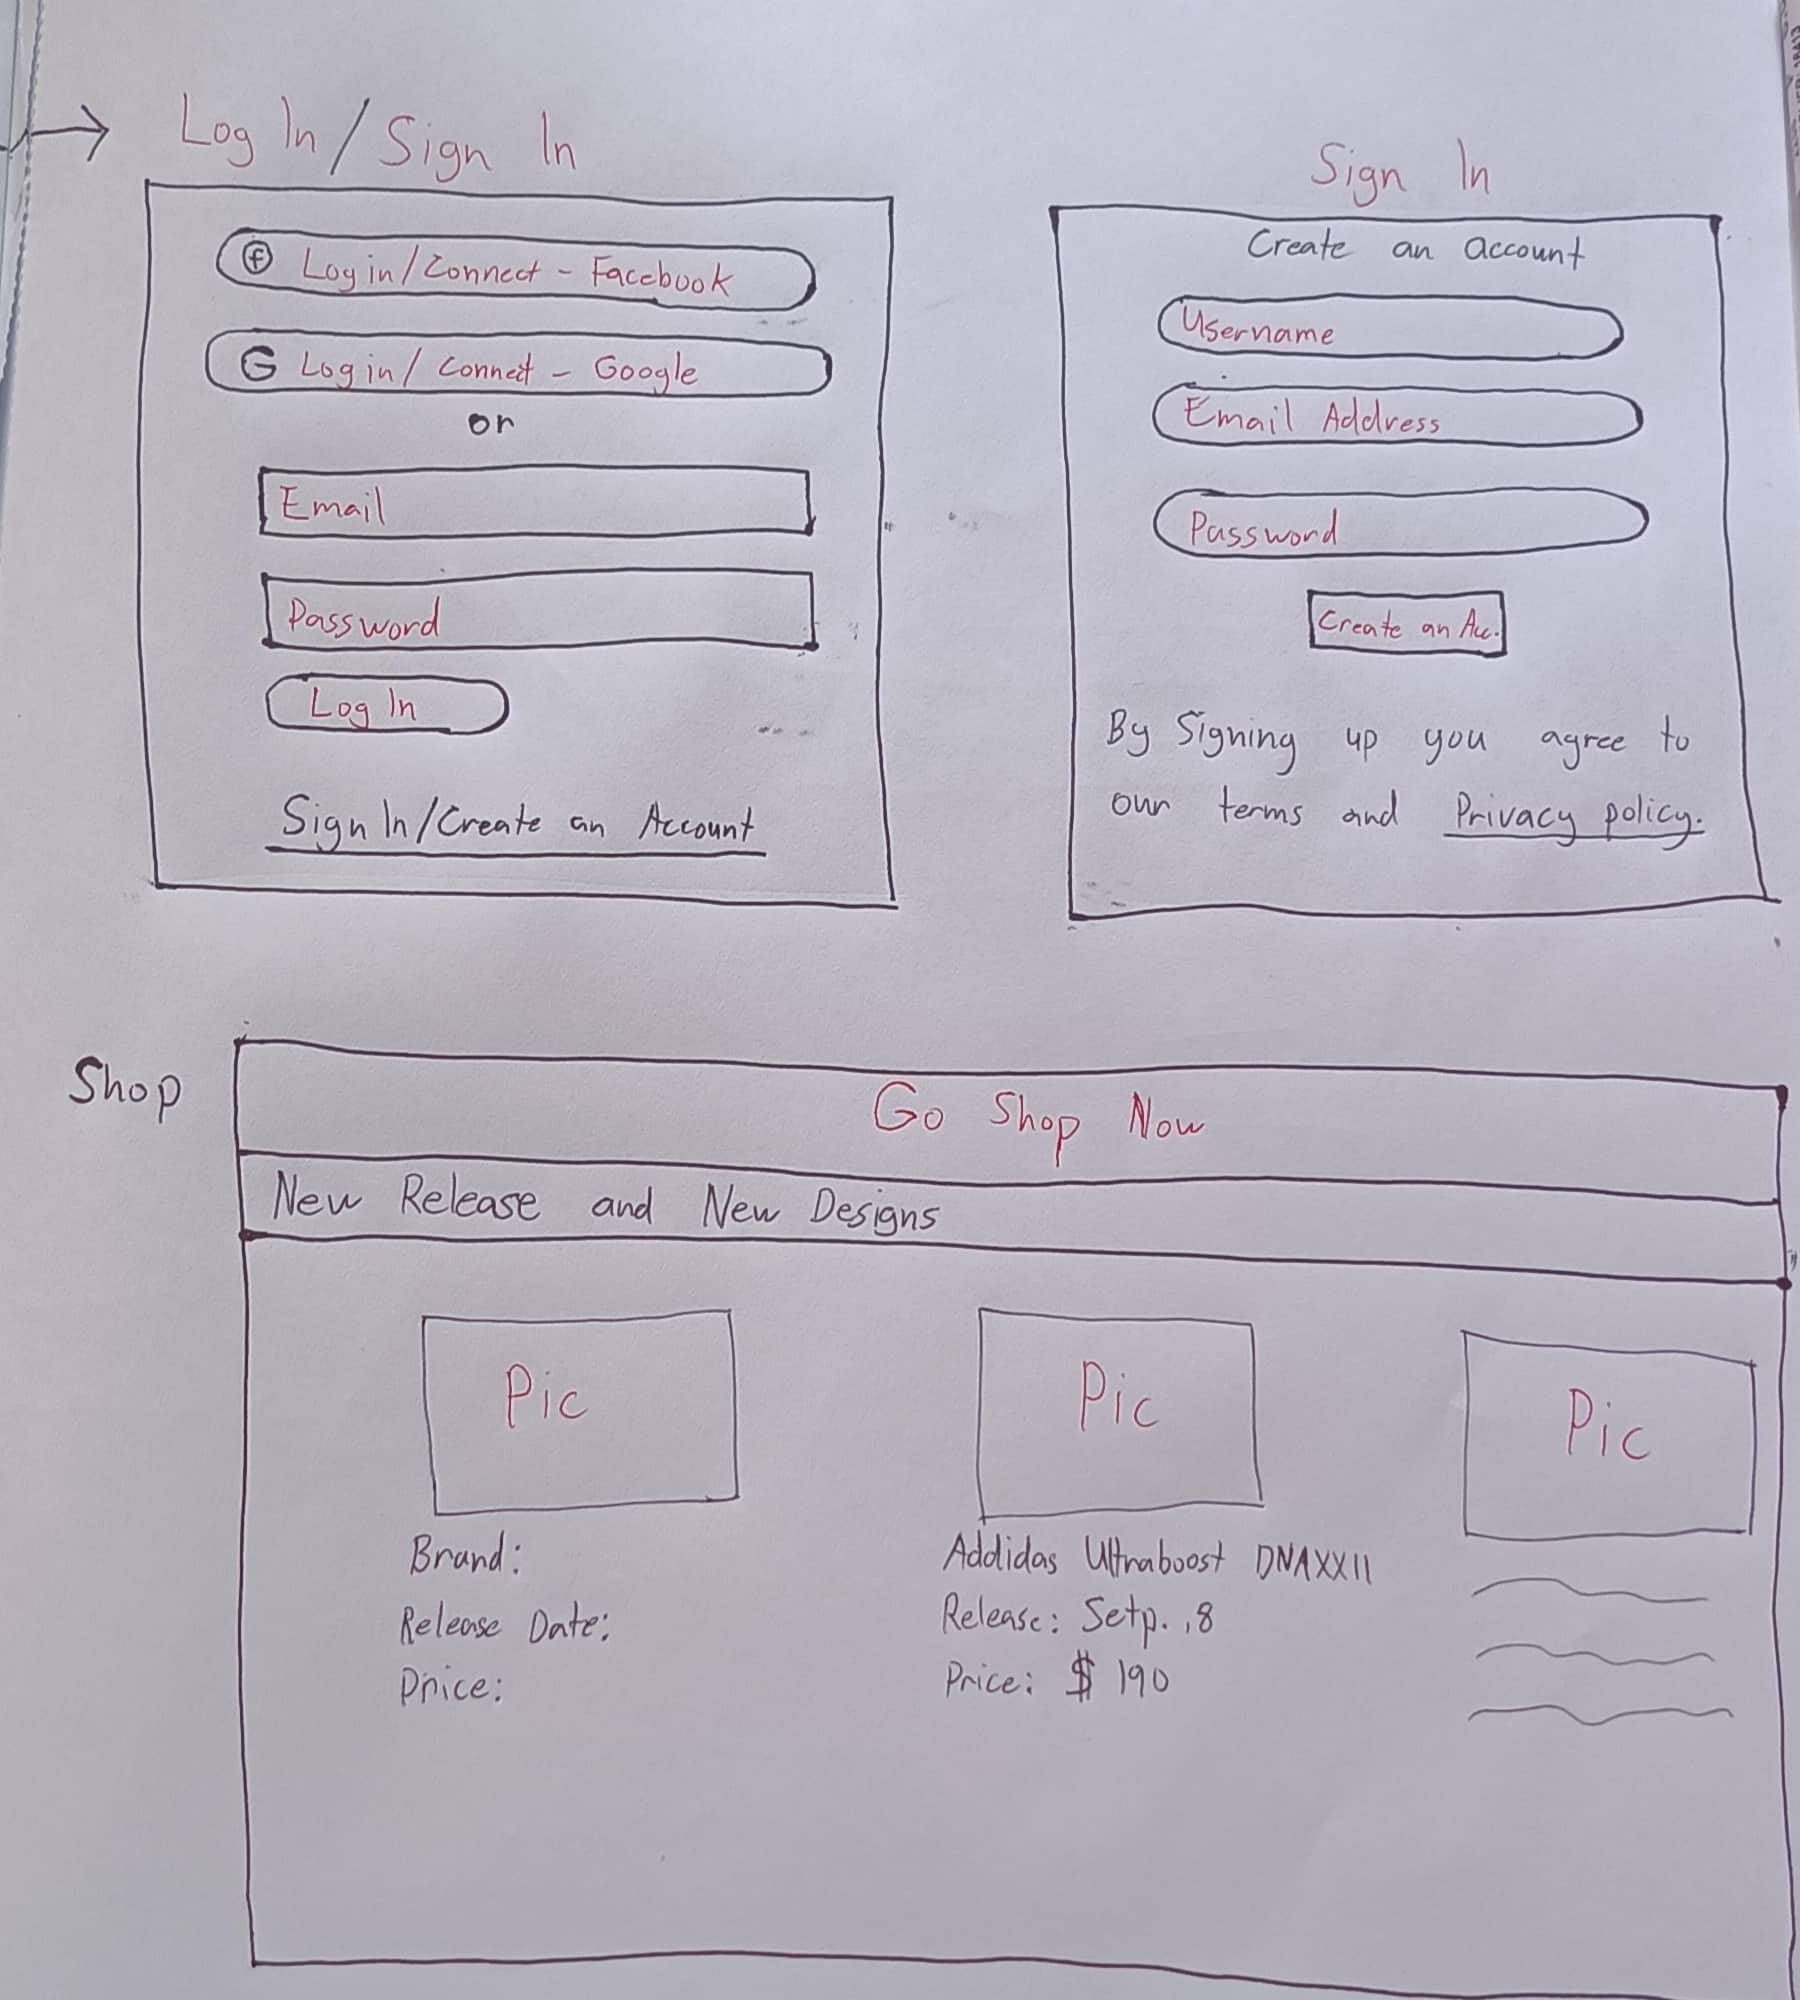 Log In / Sign In
f Log in / Connect - Facebook
G Log in / Connect - Google
or
Email
Password
Log In
Sign In/Create an Account
Sign In
Create an account
Username
Email Address
Password
Create an Acc.
By Signing up you agree to
our terms and Privacy policy.
Shop
Go Shop Now
New Release and New Designs
Pic
Brand:
Release Date:
Price:
Pic
Addidas Ultraboost DNAXXII
Release: Setp. ,8
Price: $ 190
Pic